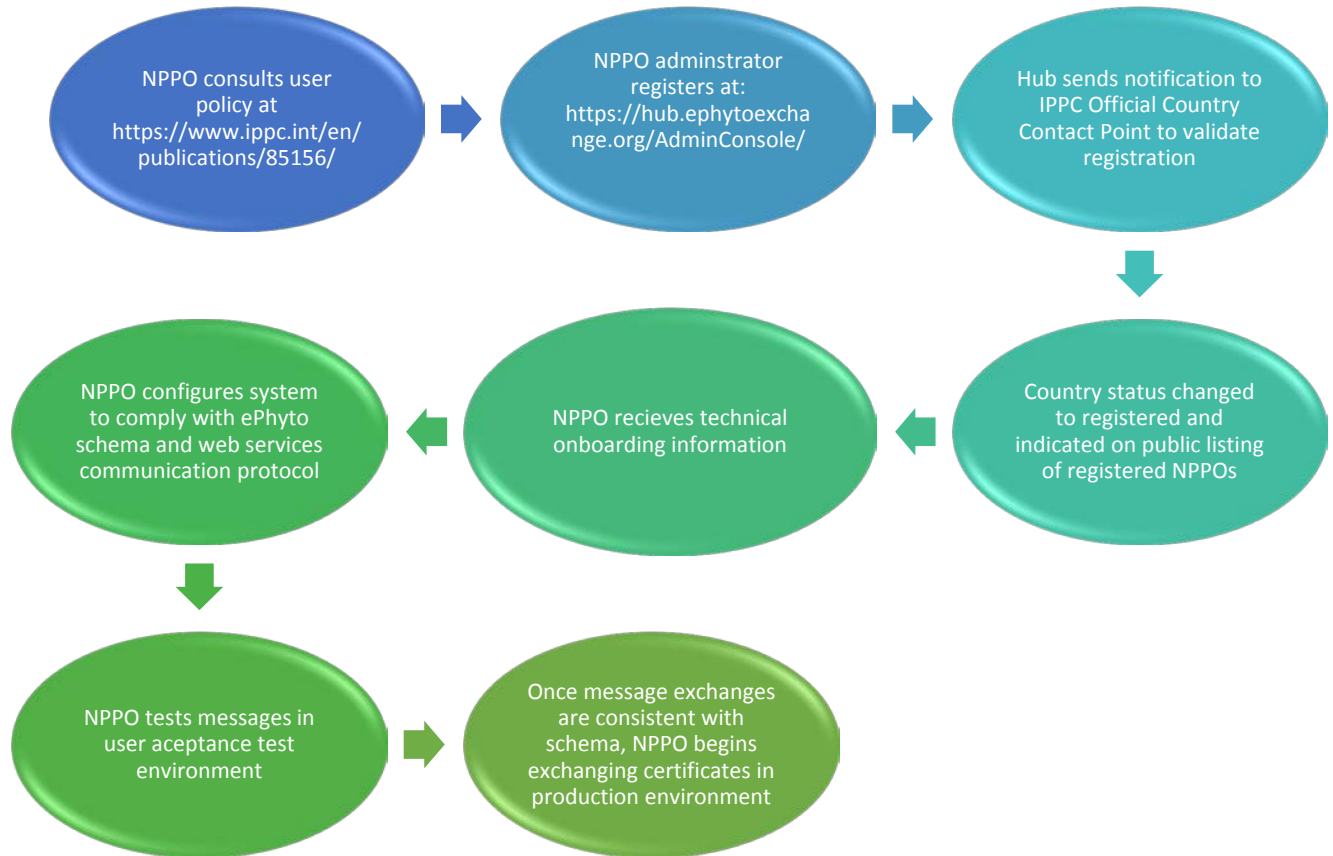 NPPO consults user
policy at
https://www.ippc.int/en/
publications/85156/
NPPO adminstrator
registers at:
https://hub.ephytoexcha
nge.org/AdminConsole/
Hub sends notification to
IPPC Official Country
Contact Point to validate
registration
Country status changed
to registered and
indicated on public listing
of registered NPPOs
NPPO recieves technical
onboarding information
NPPO configures system
to comply with ePhyto
schema and web services
communication protocol
NPPO tests messages in
user aceptance test
environment
Once message exchanges
are consistent with
schema, NPPO begins
exchanging certificates in
production environment